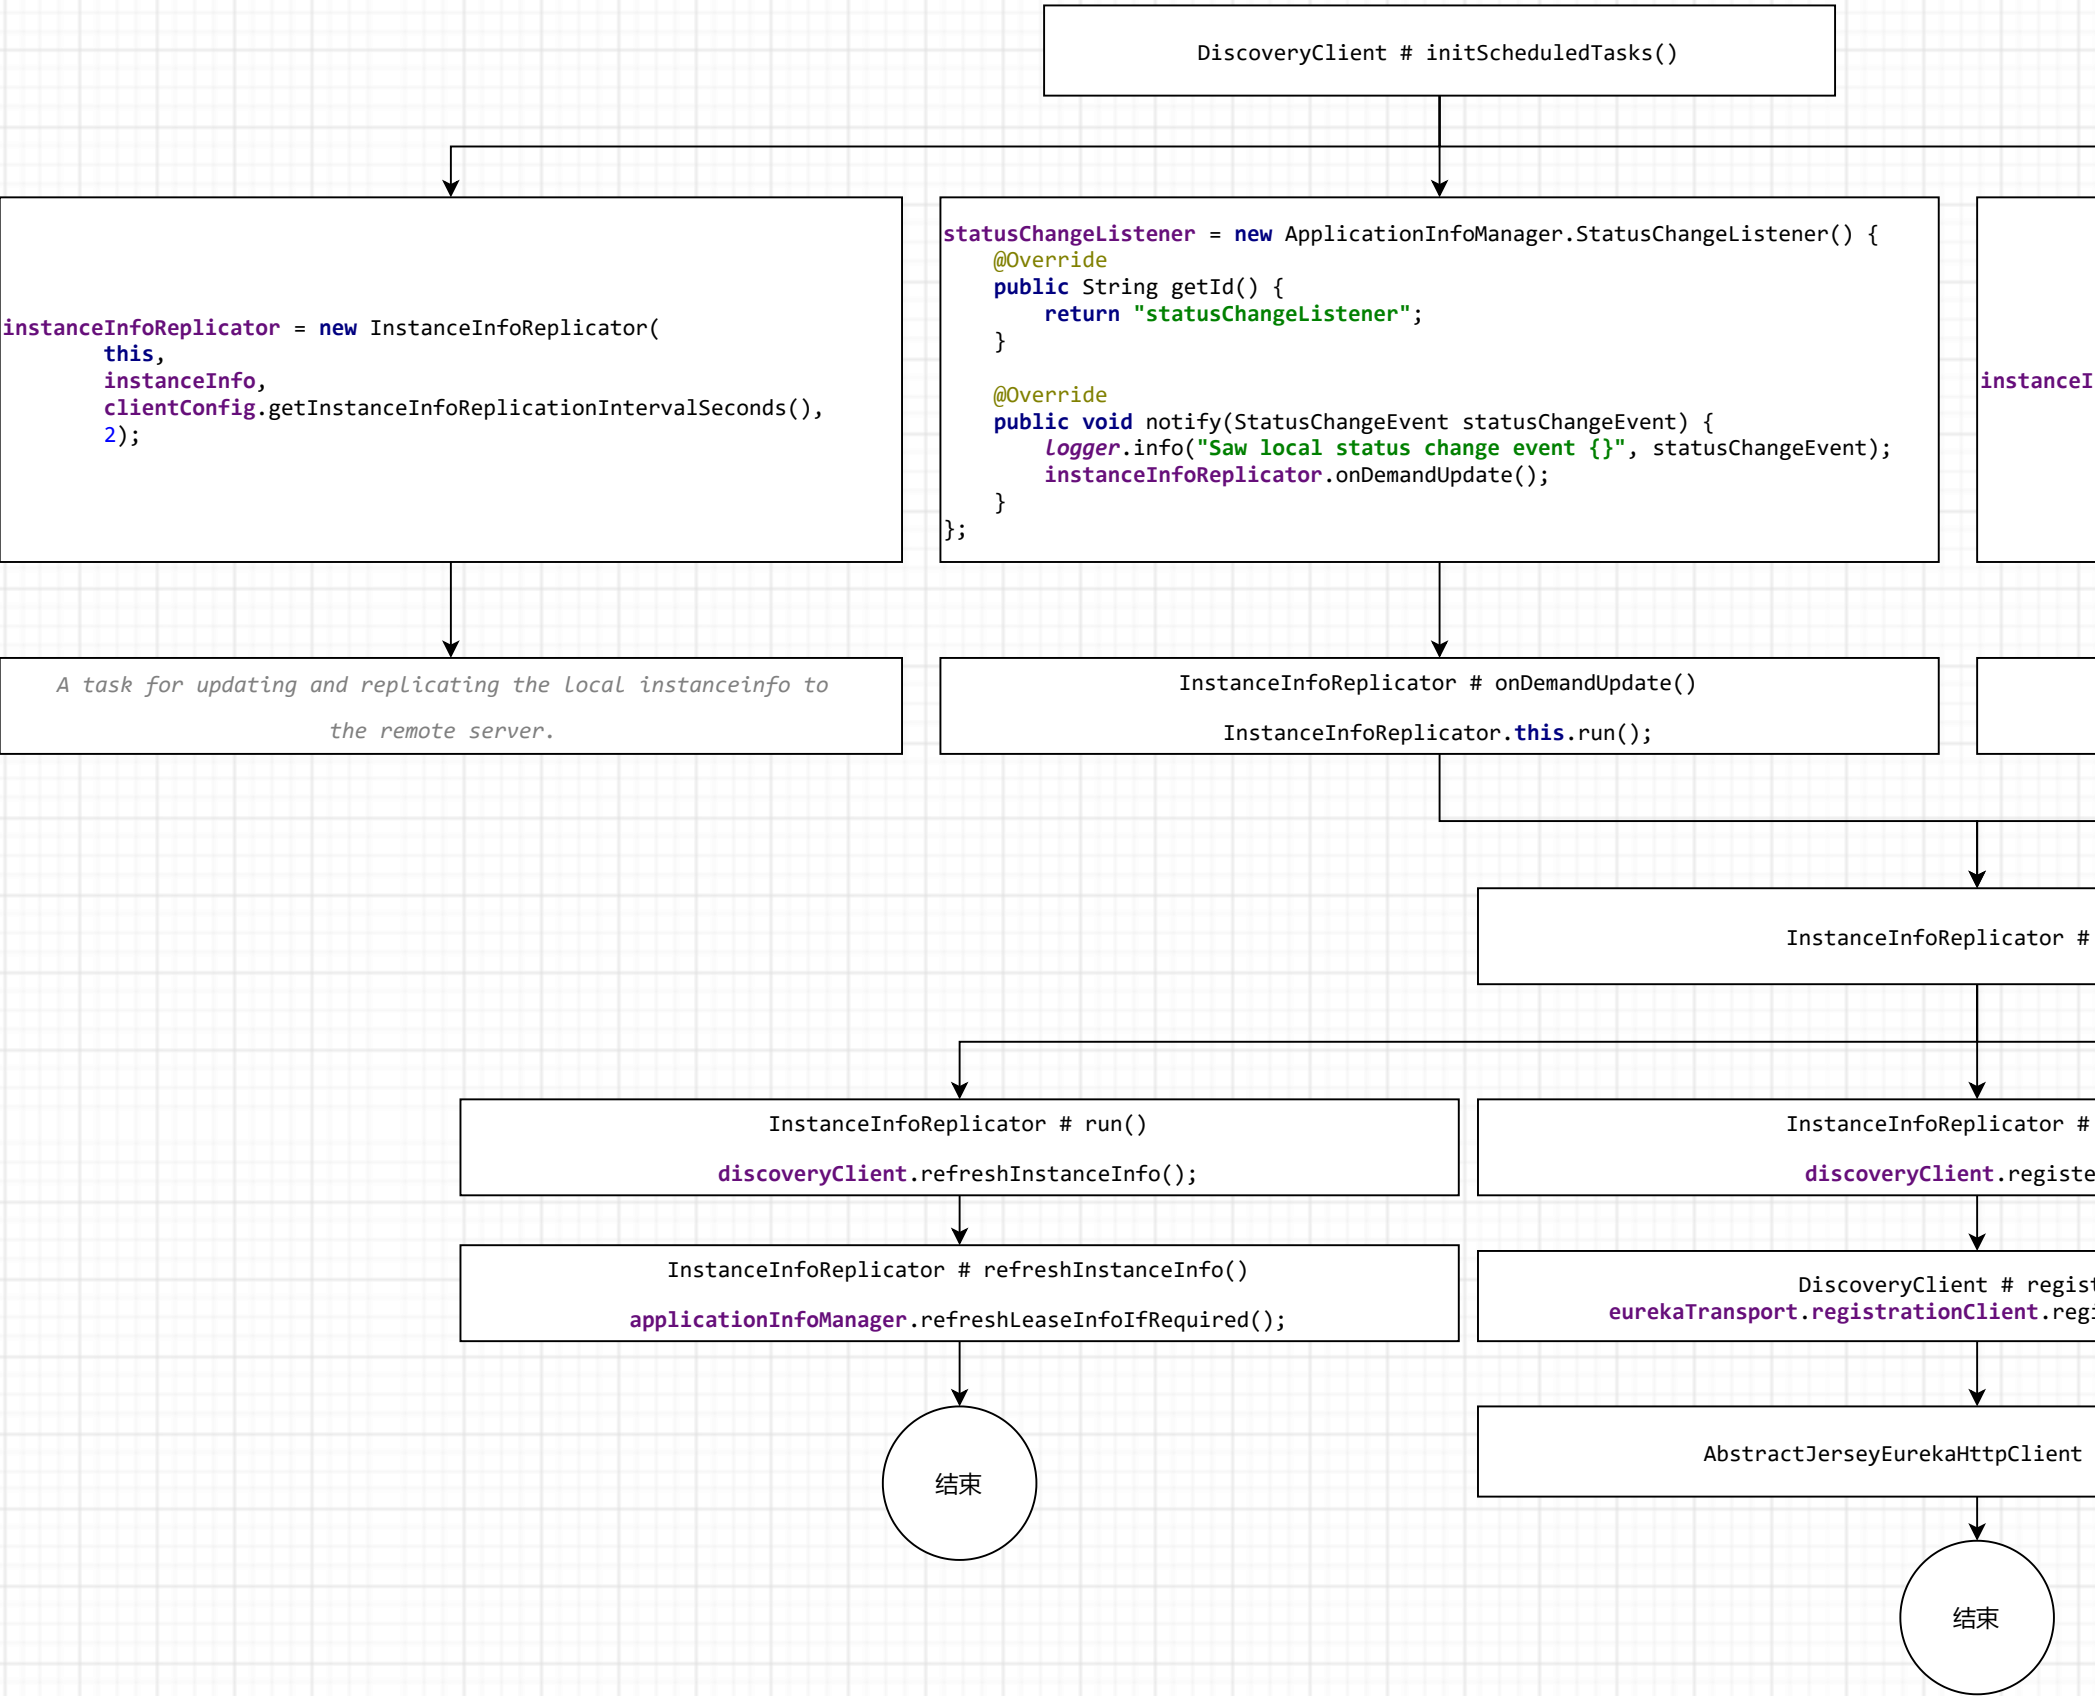 DiscoveryClient # initScheduledTasks()
instanceInfoReplicator = new InstanceInfoReplicator(
this,
instanceInfo,
clientConfig.getInstanceInfoReplicationIntervalSeconds(),
2);
statusChangeListener = new ApplicationInfoManager.StatusChangeListener() {
@Override
public String getId() {
return "statusChangeListener";
}
@Override
public void notify(StatusChangeEvent statusChangeEvent) {
logger.info("Saw local status change event {}", statusChangeEvent);
instanceInfoReplicator.onDemandUpdate();
}
};
instanceI
A task for updating and replicating the local instanceinfo to
the remote server.
InstanceInfoReplicator # onDemandUpdate()
InstanceInfoReplicator.this.run();
InstanceInfoReplicator #
InstanceInfoReplicator # run()
discoveryClient.refreshInstanceInfo();
InstanceInfoReplicator #
discoveryClient.registe
InstanceInfoReplicator # refreshInstanceInfo()
applicationInfoManager.refreshLeaseInfoIfRequired();
DiscoveryClient # regist
eurekaTransport.registrationClient.regi
AbstractJerseyEurekaHttpClient
结束
结束